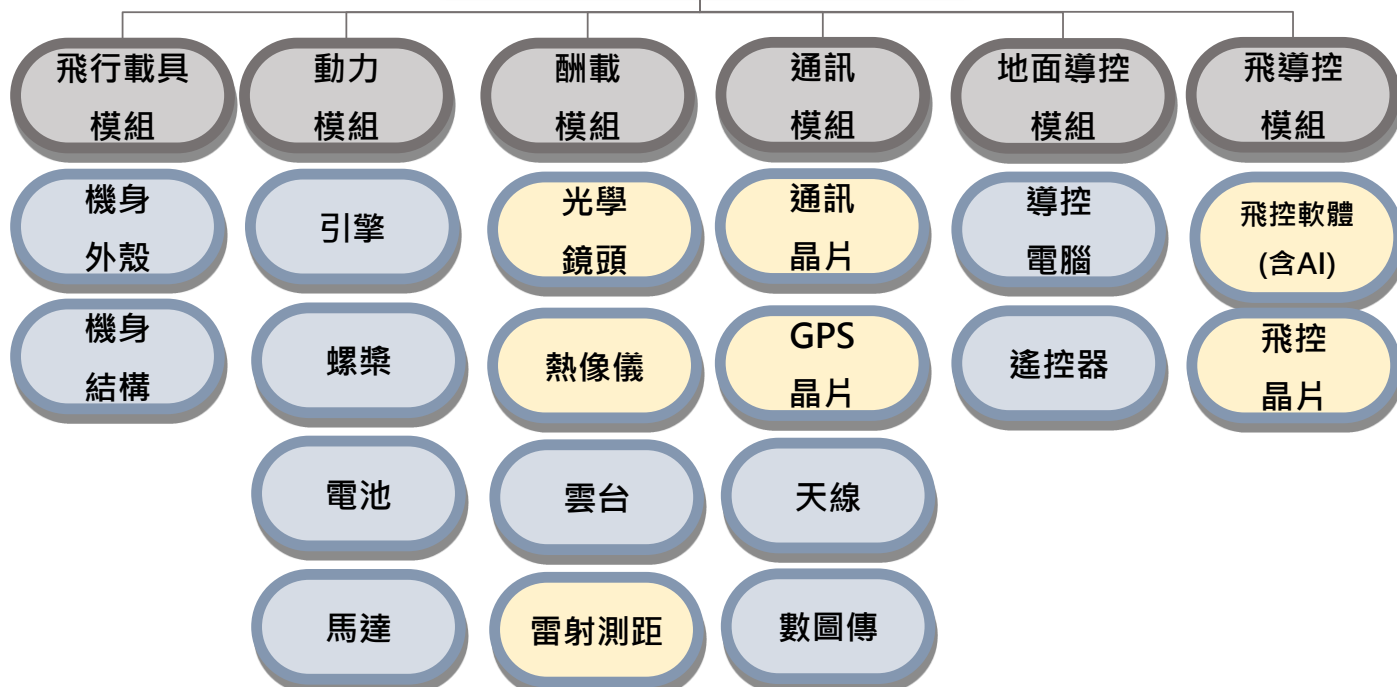 飛行載具
模組
動力
模組
酬載
模組
通訊
模組
地面導控
模組
飛導控
模組
機身
外殼
引擎
光學
鏡頭
通訊
晶片
導控
電腦
飛控軟體
(含AI)
機身
結構
螺槳
熱像儀
GPS
晶片
遙控器
飛控
晶片
電池
雲台
天線
馬達
雷射測距
數圖傳